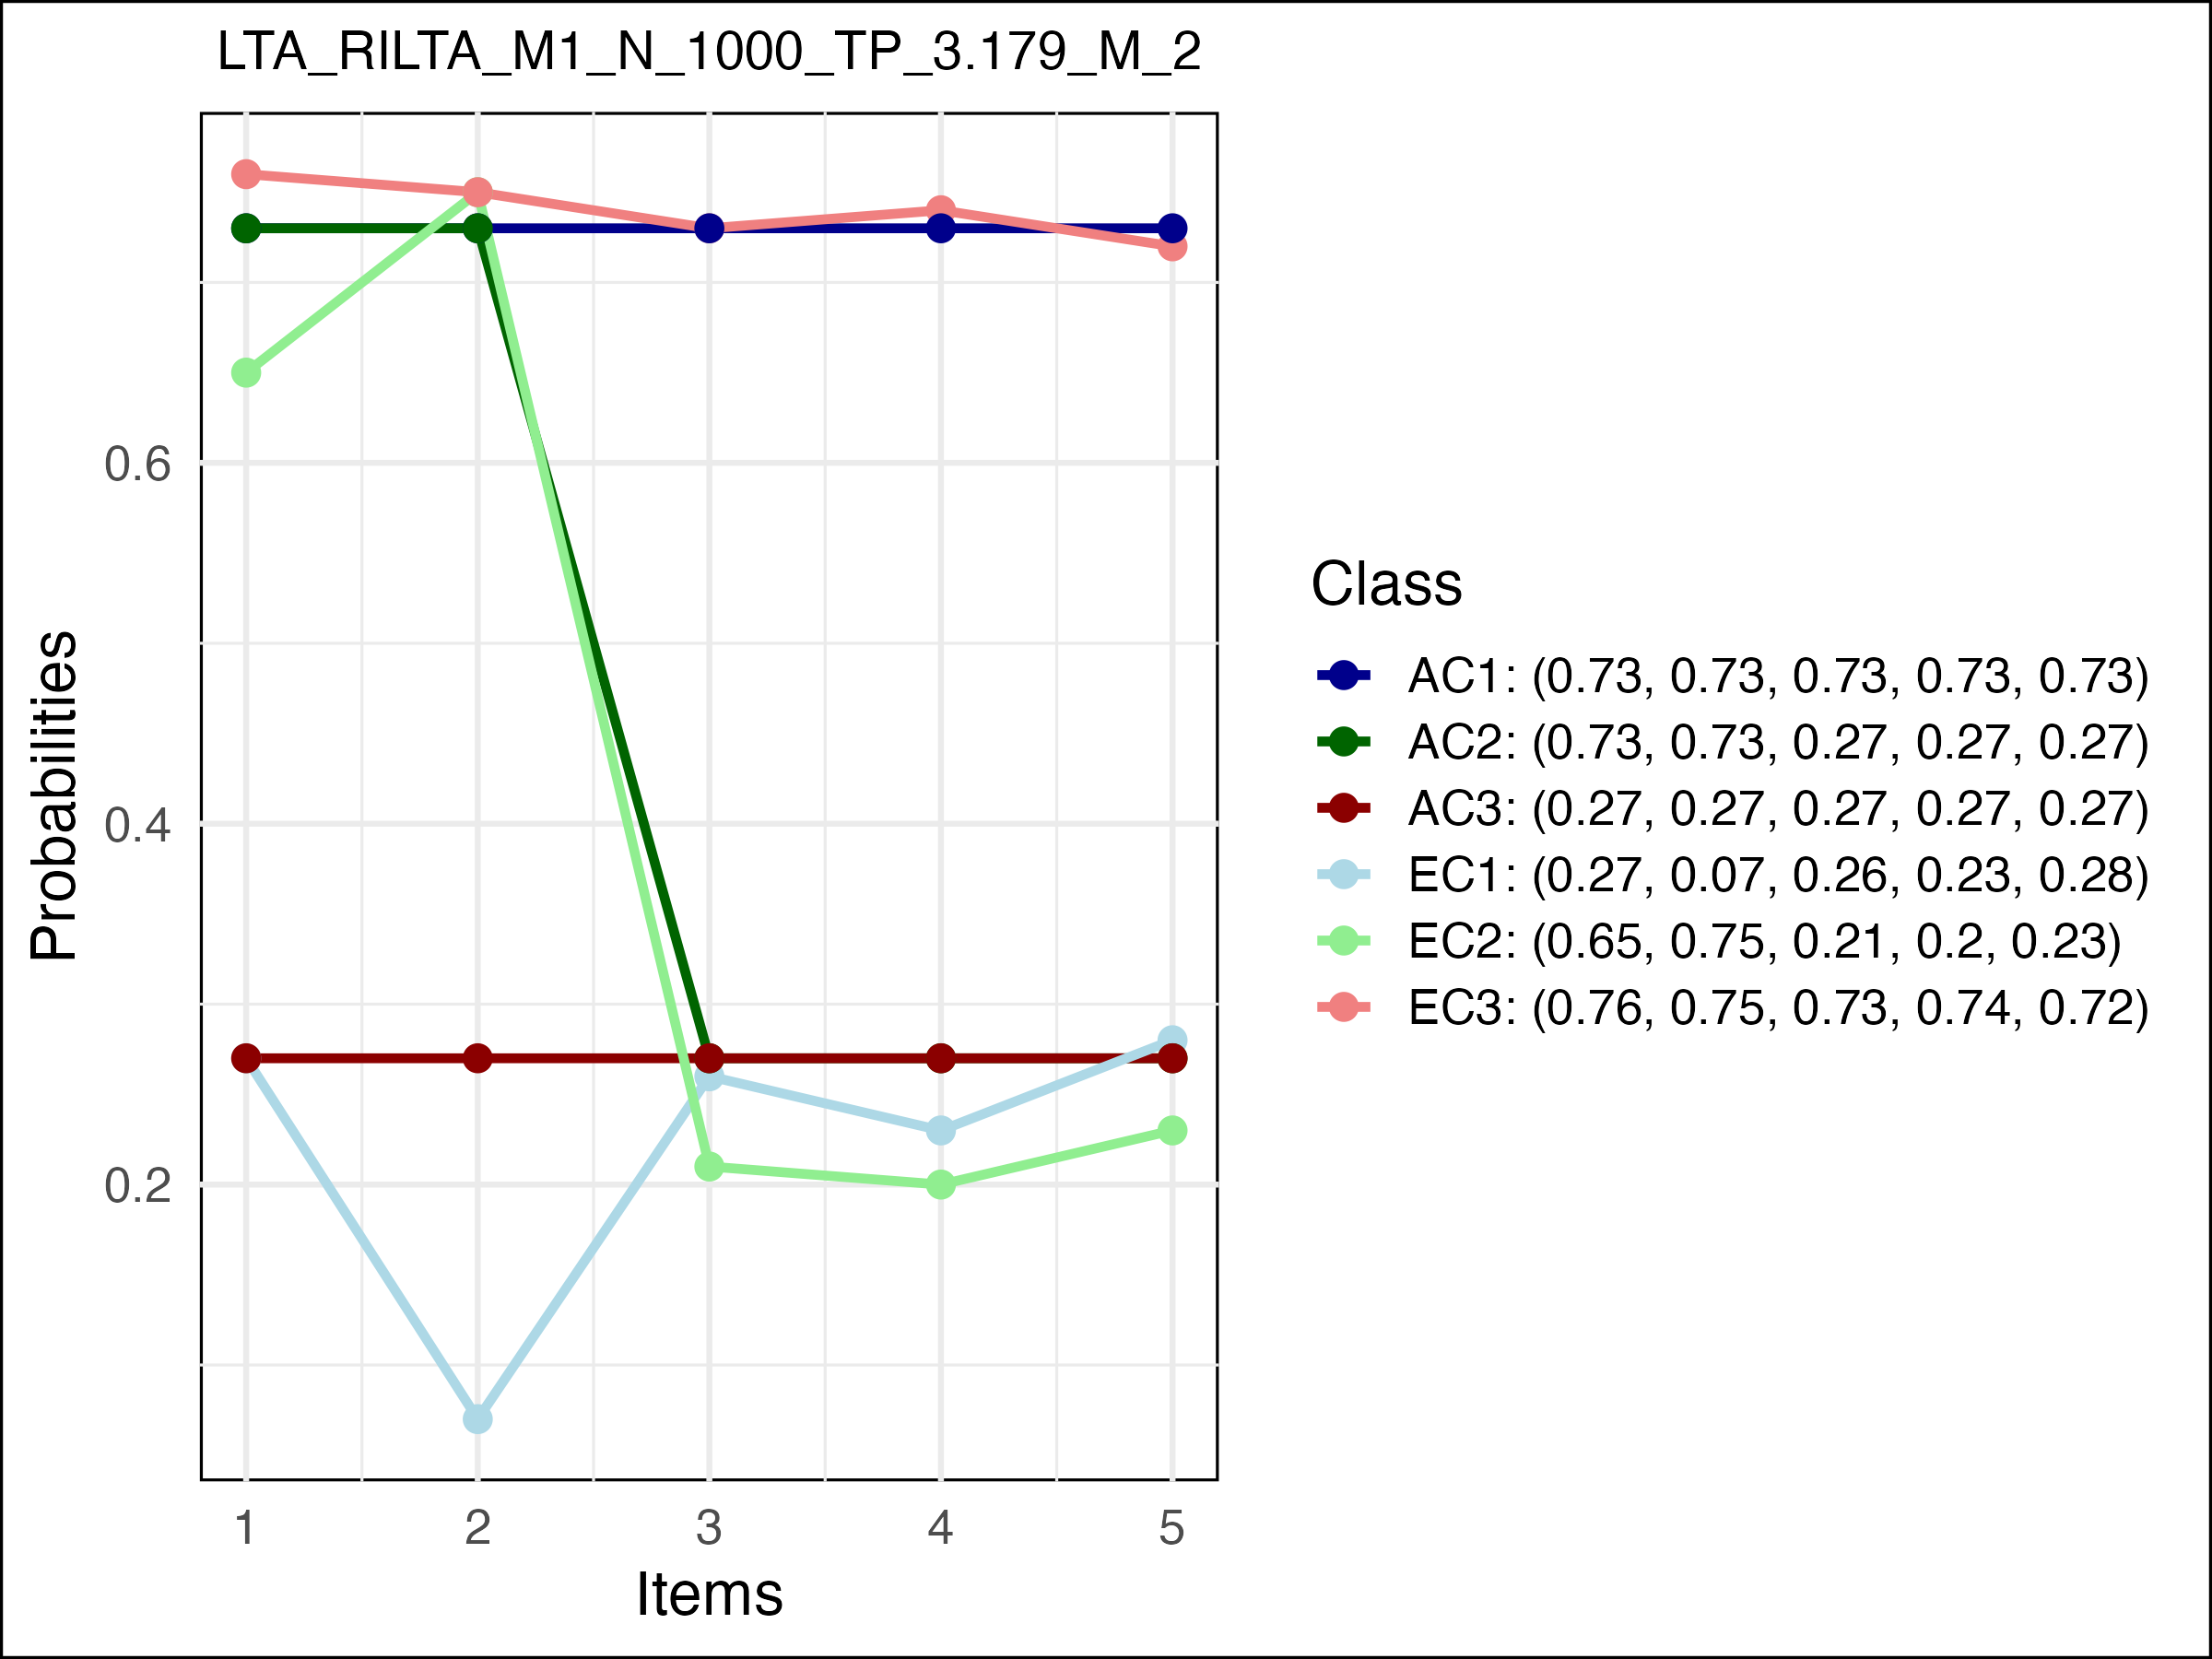 LTA_RILTA_M1_N_1000_TP_3.179_M_2
Probabilities
0.6
0.4
0.2
1 2 3 4 5
Items
Class
AC1: (0.73, 0.73, 0.73, 0.73, 0.73)
AC2: (0.73, 0.73, 0.27, 0.27, 0.27)
AC3: (0.27, 0.27, 0.27, 0.27, 0.27)
EC1: (0.27, 0.07, 0.26, 0.23, 0.28)
EC2: (0.65, 0.75, 0.21, 0.2, 0.23)
EC3: (0.76, 0.75, 0.73, 0.74, 0.72)